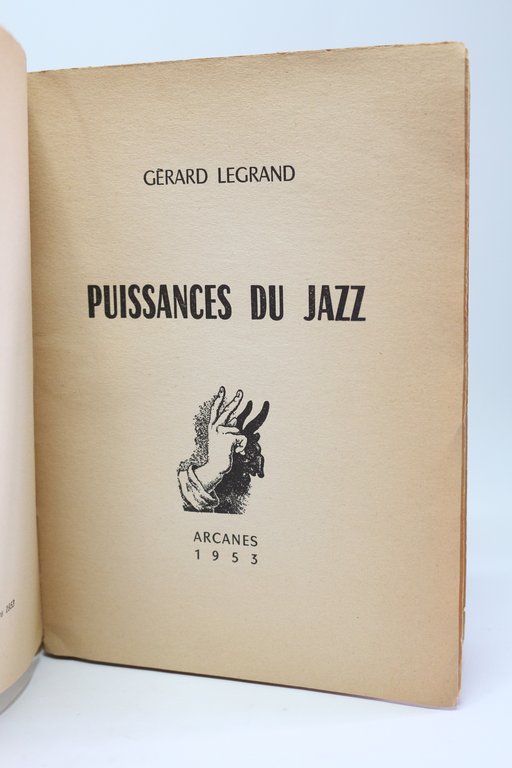 GÉRARD LEGRAND
PUISSANCES DU JAZZ
ARCANES
1953